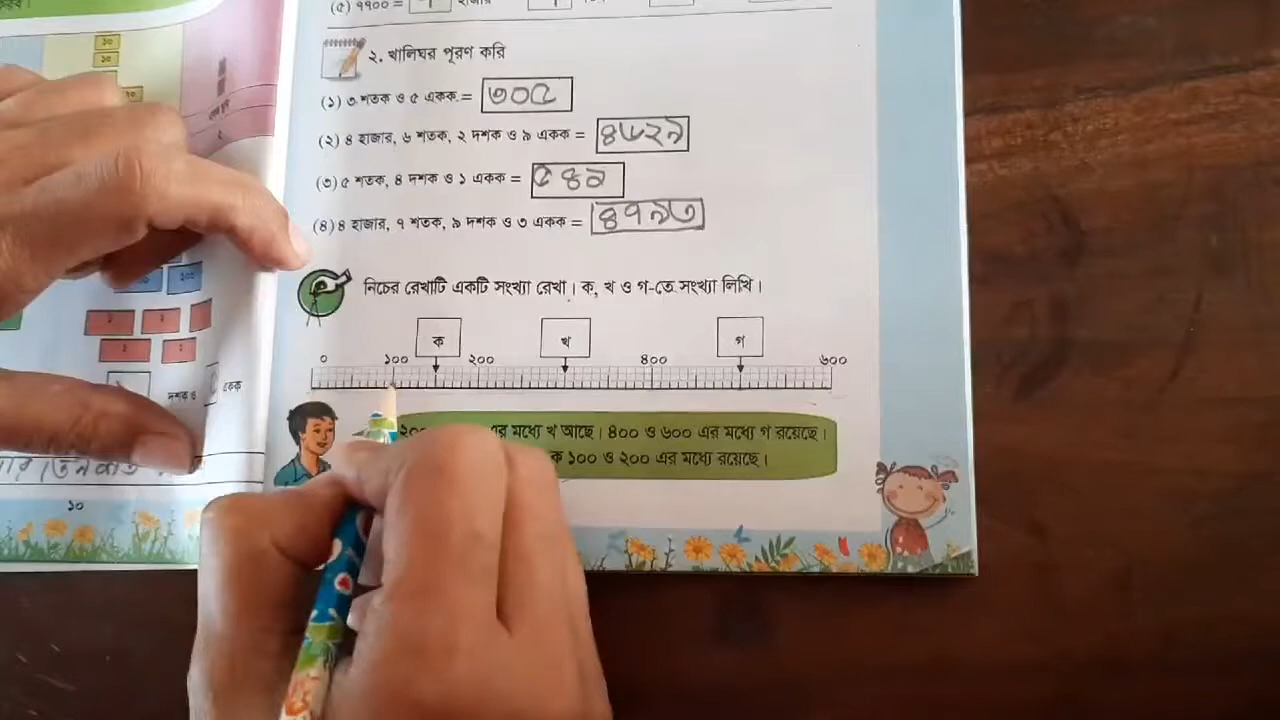 (৫) ৭৭০০ =
২. খালিঘর পূরণ করি
(১) ৩ শতক ও ৫ একক = ৩০৫
(২) ৪ হাজার, ৬ শতক, ২ দশক ও ৯ একক = ৪৬২৯
(৩) ৫ শতক, ৪ দশক ও ১ একক = ৫৪১
(৪) ৪ হাজার, ৭ শতক, ৯ দশক ও ৩ একক = ৪৭৯৩
নিচের রেখাটি একটি সংখ্যা রেখা। ক, খ ও গ-তে সংখ্যা লিখি।
ক খ গ
০ ১০০ ২০০ ৪০০ ৬০০
এর মধ্যে খ আছে। ৪০০ ও ৬০০ এর মধ্যে গ রয়েছে।
ক ১০০ ও ২০০ এর মধ্যে রয়েছে।
দশক ও একক
১০